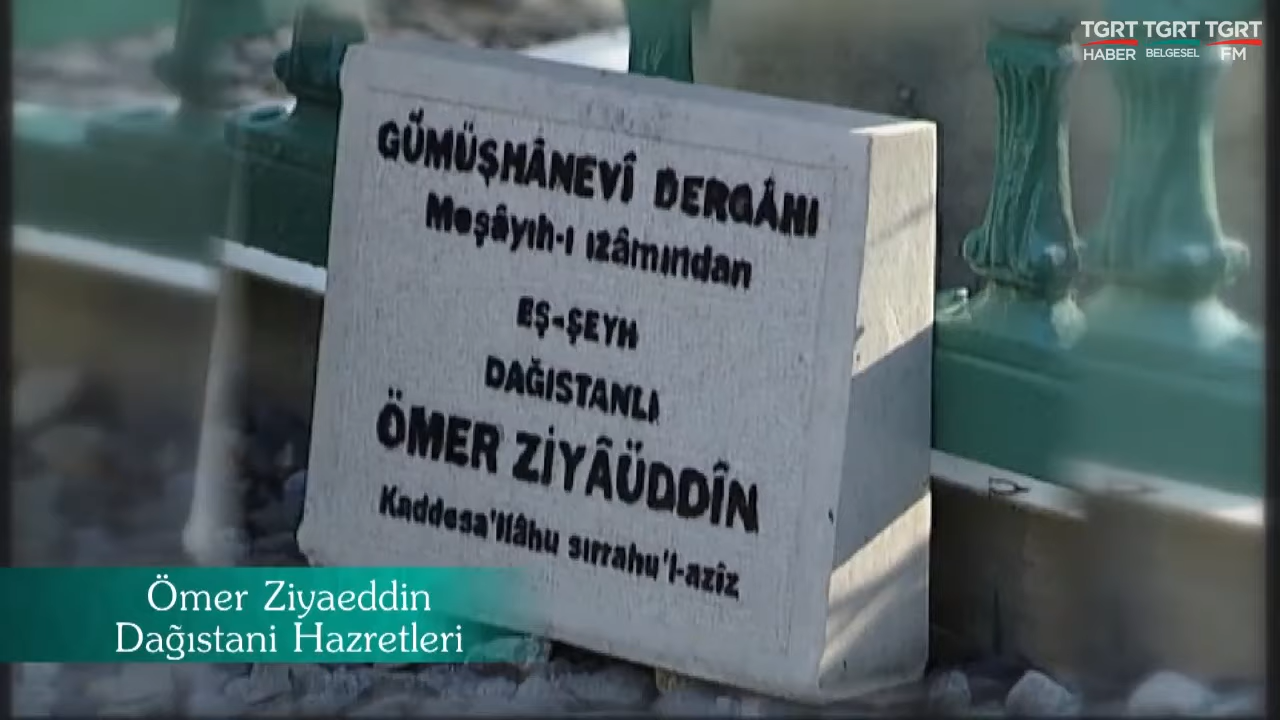 TGRT TGRT TGRT
HABER BELGESEL FM
GÜMÜŞHÂNEVÎ DERGÂHI
Meşâyıh-ı ızâmından
EŞ-ŞEYH
DAĞISTANLI
ÖMER ZİYÂÜDDÎN
Kaddesa'llâhu sırrahu'l-azîz
Ömer Ziyaeddin
Dağıstani Hazretleri